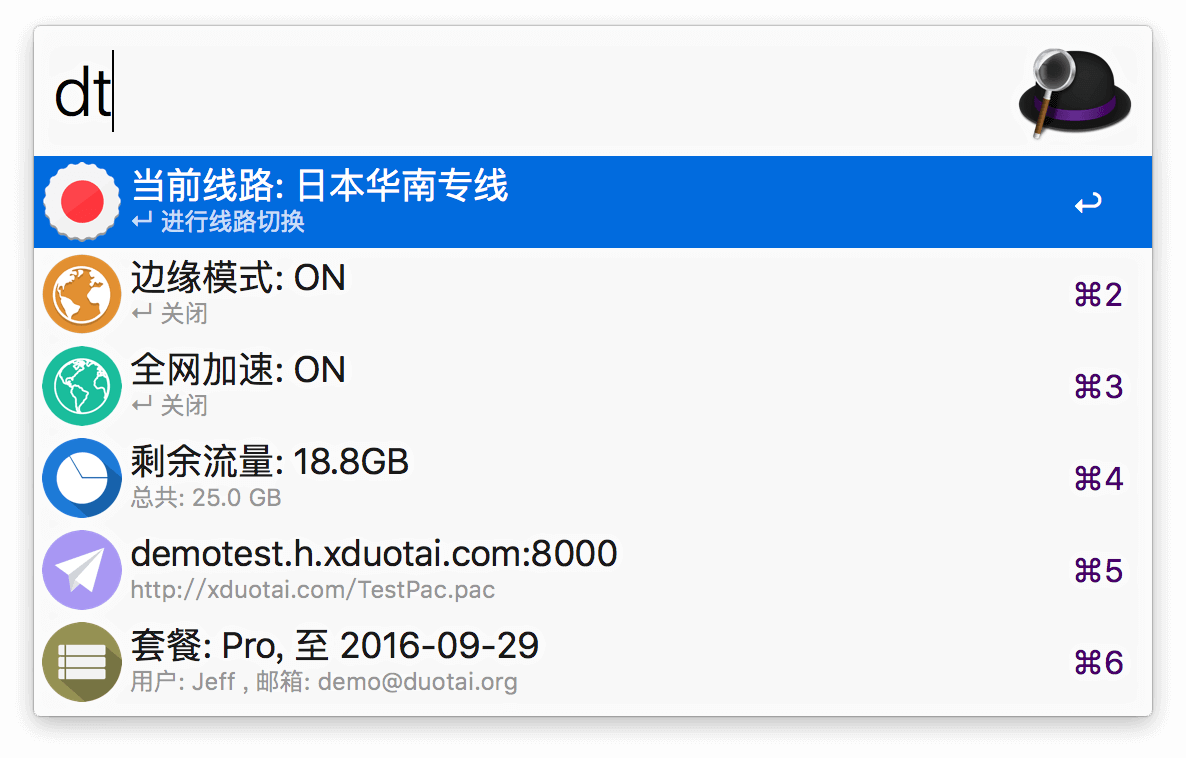 dt
当前线路: 日本华南专线
↩
↵ 进行线路切换
边缘模式: ON
⌘2
↵ 关闭
全网加速: ON
⌘3
↵ 关闭
剩余流量: 18.8GB
⌘4
总共: 25.0 GB
demotest.h.xduotai.com:8000
⌘5
http://xduotai.com/TestPac.pac
套餐: Pro, 至 2016-09-29
⌘6
用户: Jeff , 邮箱: demo@duotai.org